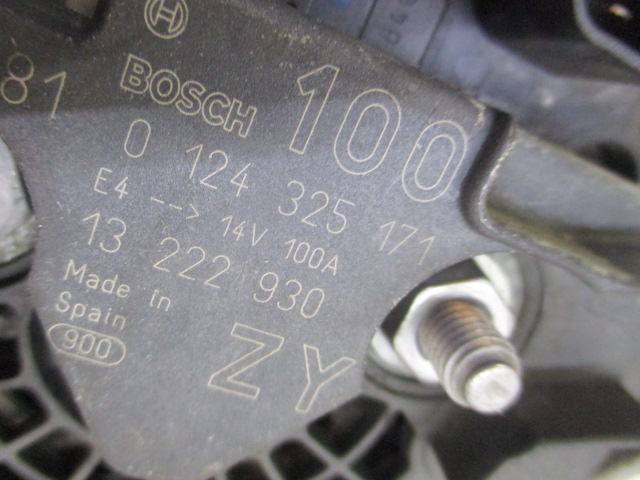 BOSCH 100
81
0 124 325 171
E4 --> 14V 100A
13 222 930
Made in
Spain
900
ZY